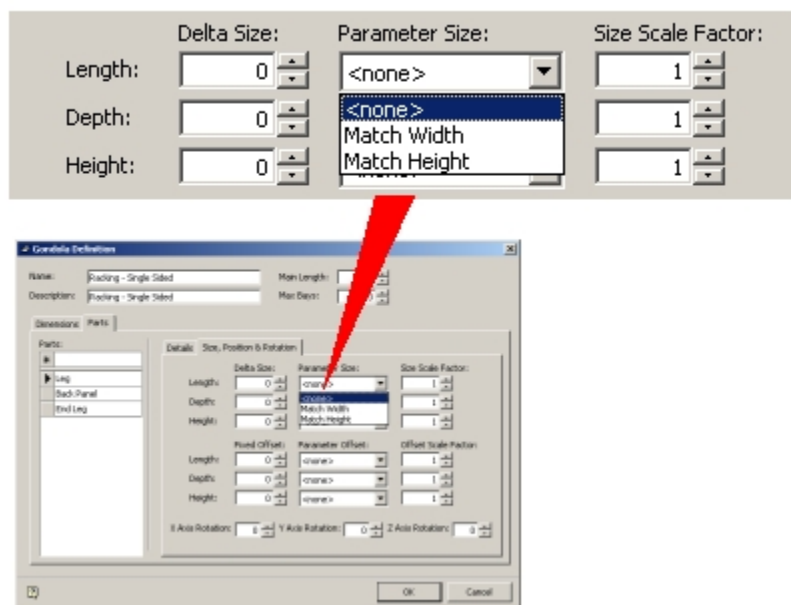 Delta Size: Parameter Size: Size Scale Factor:
Length: 0 <none> 1
<none>
Depth: 0 1
Match Width
Match Height
Height: 0 1
Gondola Definition
Name: Racking - Single Sided Main Length:
Description: Racking - Single Sided Max Bays:
Dimensions Parts
Parts: Details Size, Position & Rotation
Delta Size: Parameter Size: Size Scale Factor:
Leg Length: 0 <none> 1
Back Panel Depth: 0 <none> 1
End Leg Match Width
Height: 0 Match Height 1
Fixed Offset: Parameter Offset: Offset Scale Factor:
Length: 0 <none> 1
Depth: 0 <none> 1
Height: 0 <none> 1
X Axis Rotation: 0 Y Axis Rotation: 0 Z Axis Rotation: 0
OK Cancel